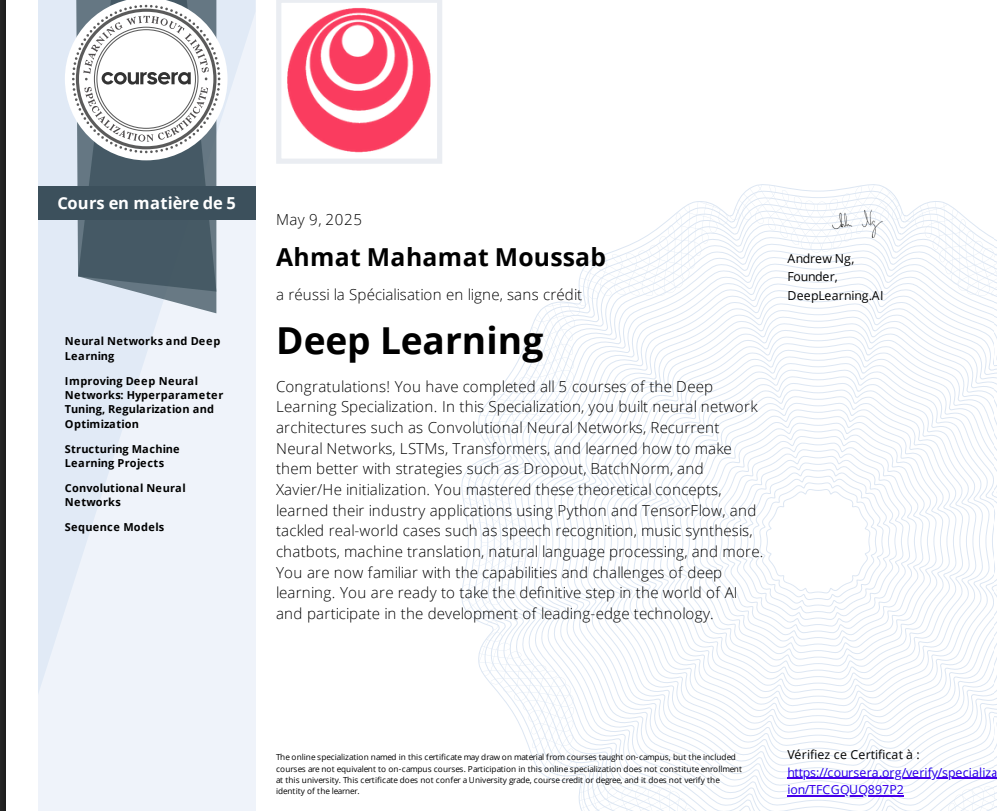 LEARNING WITHOUT LIMITS
coursera
SPECIALIZATION CERTIFICATE
Cours en matière de 5
Neural Networks and Deep
Learning
Improving Deep Neural
Networks: Hyperparameter
Tuning, Regularization and
Optimization
Structuring Machine
Learning Projects
Convolutional Neural
Networks
Sequence Models
May 9, 2025
Ahmat Mahamat Moussab
a réussi la Spécialisation en ligne, sans crédit
Deep Learning
Congratulations! You have completed all 5 courses of the Deep
Learning Specialization. In this Specialization, you built neural network
architectures such as Convolutional Neural Networks, Recurrent
Neural Networks, LSTMs, Transformers, and learned how to make
them better with strategies such as Dropout, BatchNorm, and
Xavier/He initialization. You mastered these theoretical concepts,
learned their industry applications using Python and TensorFlow, and
tackled real-world cases such as speech recognition, music synthesis,
chatbots, machine translation, natural language processing, and more.
You are now familiar with the capabilities and challenges of deep
learning. You are ready to take the definitive step in the world of AI
and participate in the development of leading-edge technology.
Andrew Ng,
Founder,
DeepLearning.AI
The online specialization named in this certificate may draw on material from courses taught on-campus, but the included
courses are not equivalent to on-campus courses. Participation in this online specialization does not constitute enrollment
at this university. This certificate does not confer a University grade, course credit or degree, and it does not verify the
identity of the learner.
Vérifiez ce Certificat à :
https://coursera.org/verify/specializa
ion/TFCGQUQ897P2